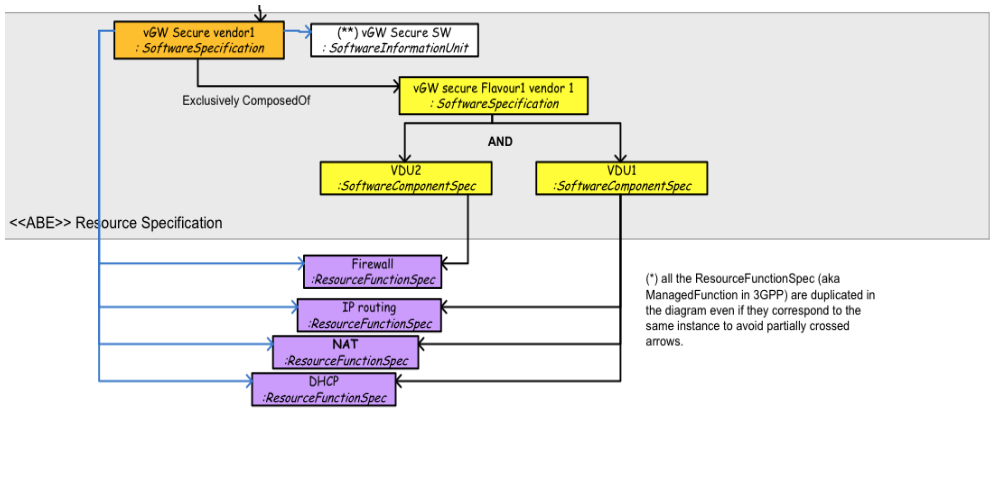 vGW Secure vendor1
: SoftwareSpecification
(**) vGW Secure SW
: SoftwareInformationUnit
Exclusively ComposedOf
vGW secure Flavour1 vendor 1
: SoftwareSpecification
AND
VDU2
:SoftwareComponentSpec
VDU1
:SoftwareComponentSpec
<<ABE>> Resource Specification
Firewall
:ResourceFunctionSpec
IP routing
:ResourceFunctionSpec
NAT
:ResourceFunctionSpec
DHCP
:ResourceFunctionSpec
(*) all the ResourceFunctionSpec (aka
ManagedFunction in 3GPP) are duplicated in
the diagram even if they correspond to the
same instance to avoid partially crossed
arrows.